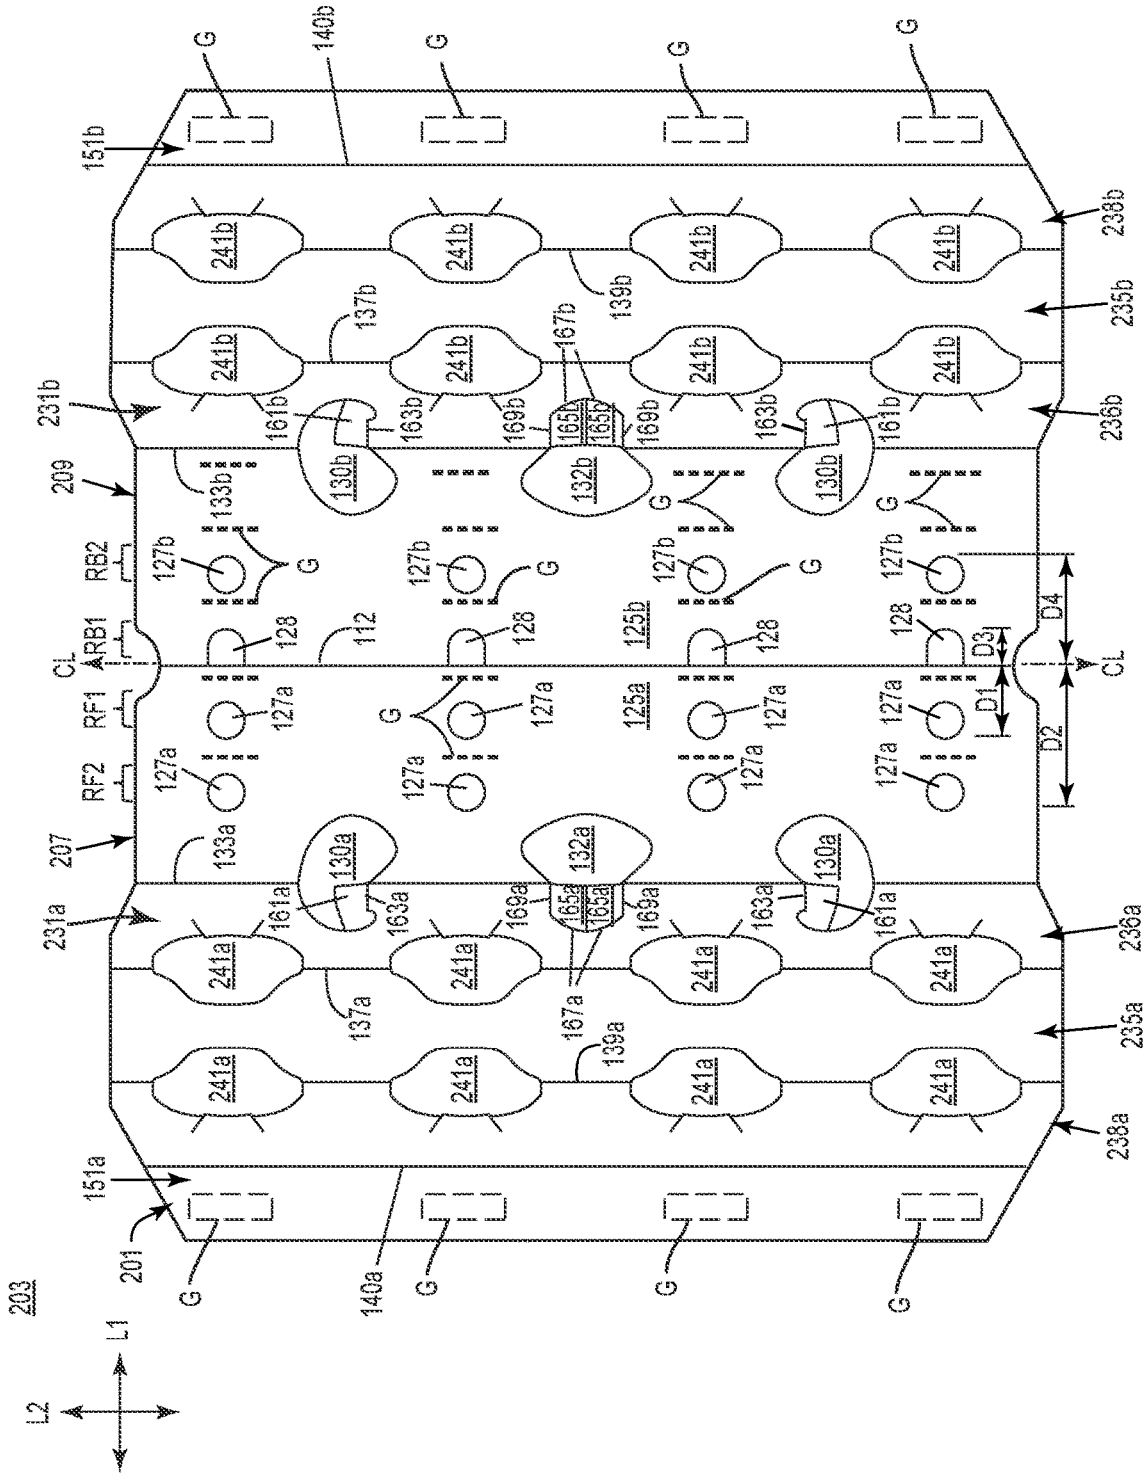 203
L2
207
CL
209
231a
231b
151a
RF2
RF1
RB1
RB2
151b
L1
201
127a
127b
G
G
133a
133b
241a
241a
241b
241b
161a
127a
128
161b
G
140b
130a
130b
137a
112
137b
140a
163a
G
163b
G
127a
127b
G
241a
241a
241b
241b
169a
169b
127a
128
G
167a
165a
165a
132a
132b
165b
165b
167b
139a
139b
125a
125b
169a
169b
G
127b
G
G
241a
241a
241b
241b
163a
127a
163b
127a
128
G
130a
130b
161a
127a
127a
127b
161b
G
128
G
G
241a
241a
241b
241b
D1
D3
D2
D4
238a
236a
CL
236b
238b
235a
235b